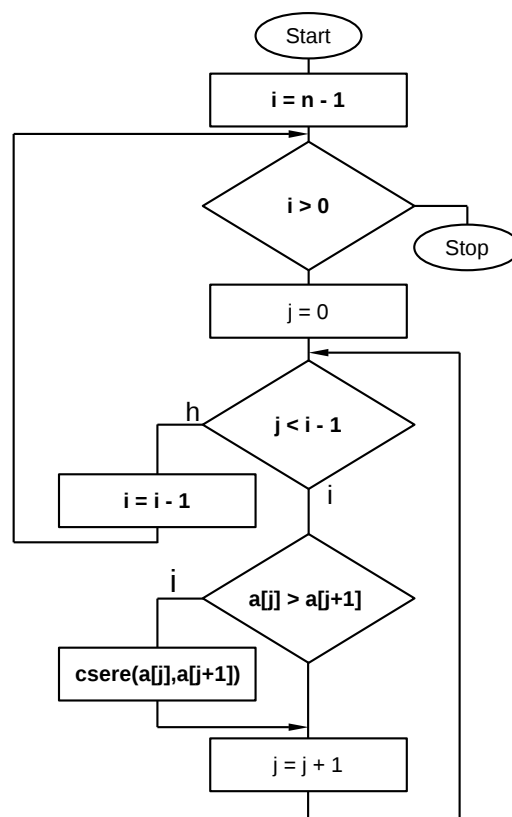 Start
i = n - 1
i > 0
Stop
j = 0
h
j < i - 1
i = i - 1
i
i
a[j] > a[j+1]
csere(a[j],a[j+1])
j = j + 1